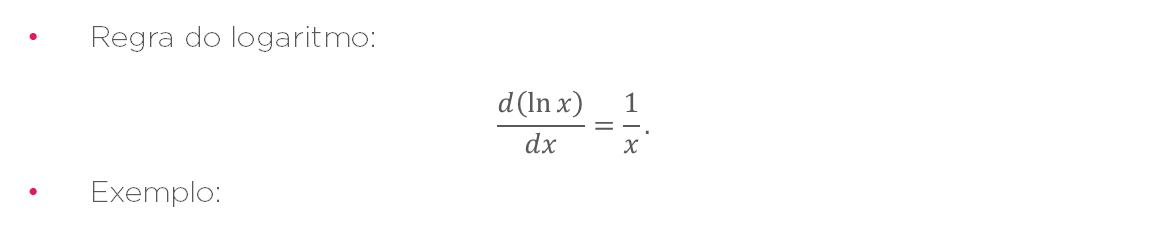 • Regra do logaritmo:
d(ln x)/dx = 1/x.
• Exemplo: